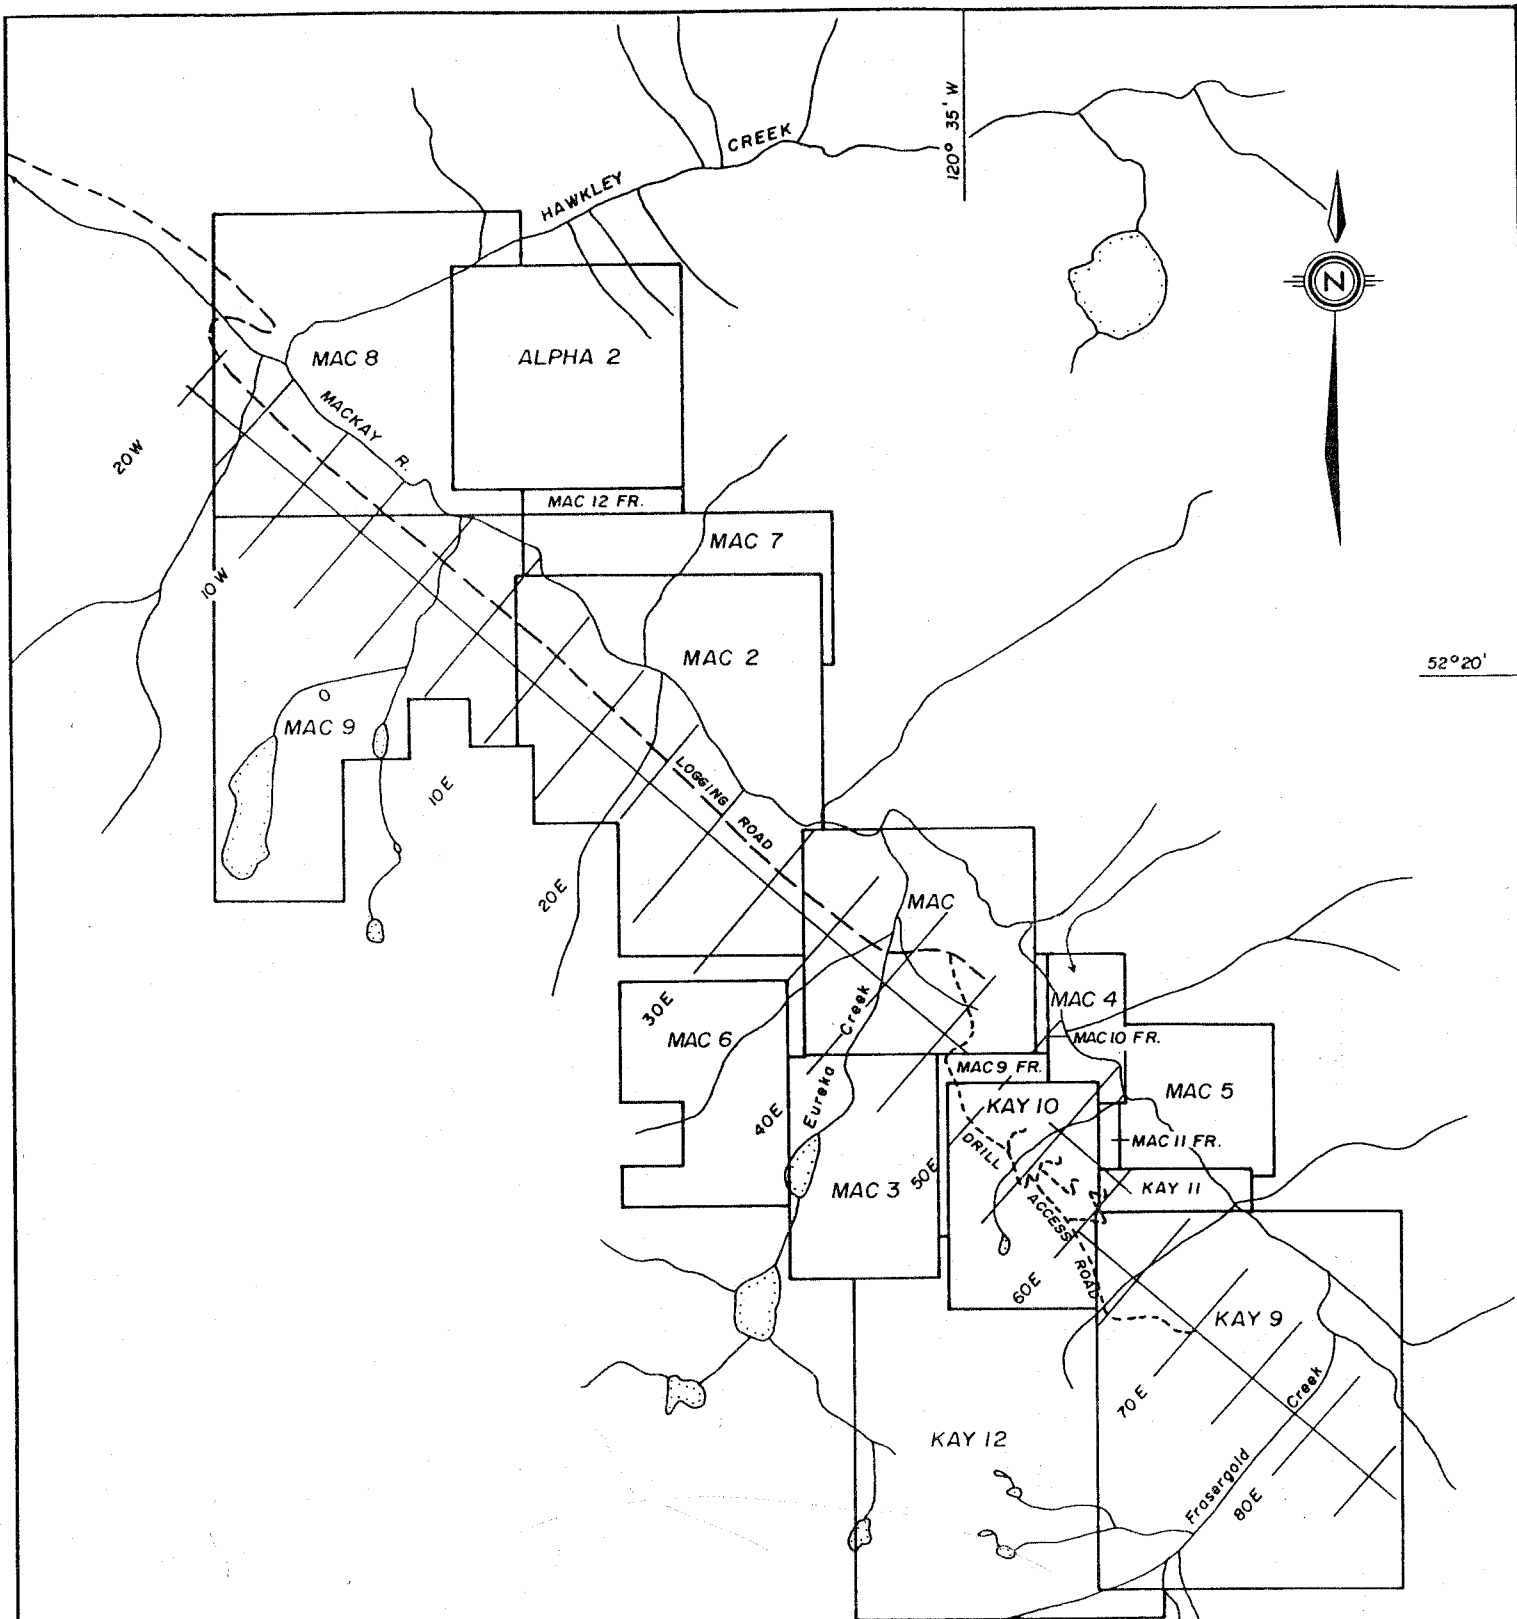 120° 35' W
HAWKLEY CREEK
N
MAC 8
ALPHA 2
MACKAY R.
20W
MAC 12 FR.
MAC 7
10W
MAC 2
52°20'
O
MAC 9
10E
LOGGING ROAD
20E
MAC
30E
MAC 4
MAC 6
Eureka Creek
MAC 10 FR.
MAC 9 FR.
KAY 10
MAC 5
40E
MAC 11 FR.
DRILL ACCESS ROAD
MAC 3
50E
KAY 11
60E
KAY 9
70E
Frasergold Creek
KAY 12
80E